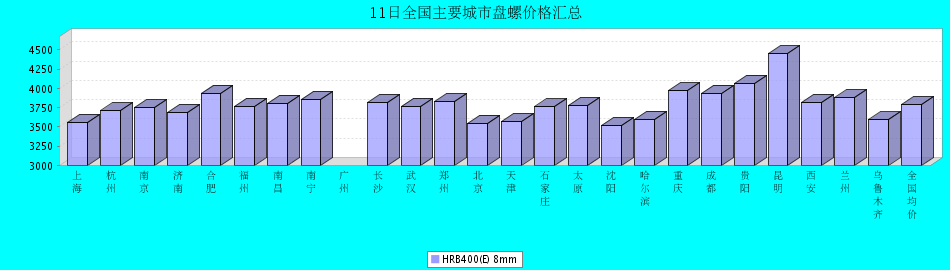 11日全国主要城市盘螺价格汇总
4500
4250
4000
3750
3500
3250
3000
上海
杭州
南京
济南
合肥
福州
南昌
南宁
广州
长沙
武汉
郑州
北京
天津
石家庄
太原
沈阳
哈尔滨
重庆
成都
贵阳
昆明
西安
兰州
乌鲁木齐
全国均价
HRB400(E) 8mm